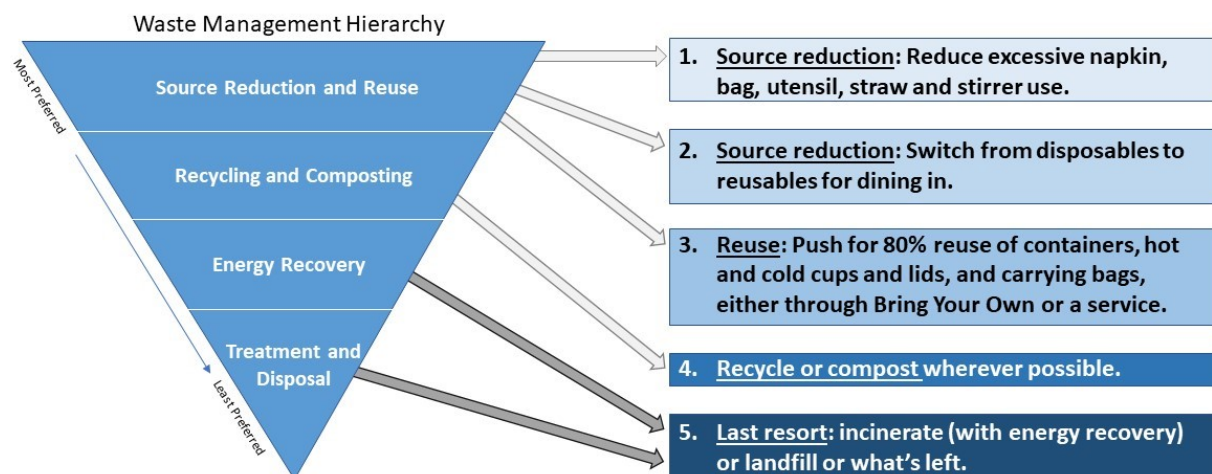 Waste Management Hierarchy
Most Preferred
Least Preferred
Source Reduction and Reuse
Recycling and Composting
Energy Recovery
Treatment and
Disposal
1. Source reduction: Reduce excessive napkin,
bag, utensil, straw and stirrer use.
2. Source reduction: Switch from disposables to
reusables for dining in.
3. Reuse: Push for 80% reuse of containers, hot
and cold cups and lids, and carrying bags,
either through Bring Your Own or a service.
4. Recycle or compost wherever possible.
5. Last resort: incinerate (with energy recovery)
or landfill or what's left.